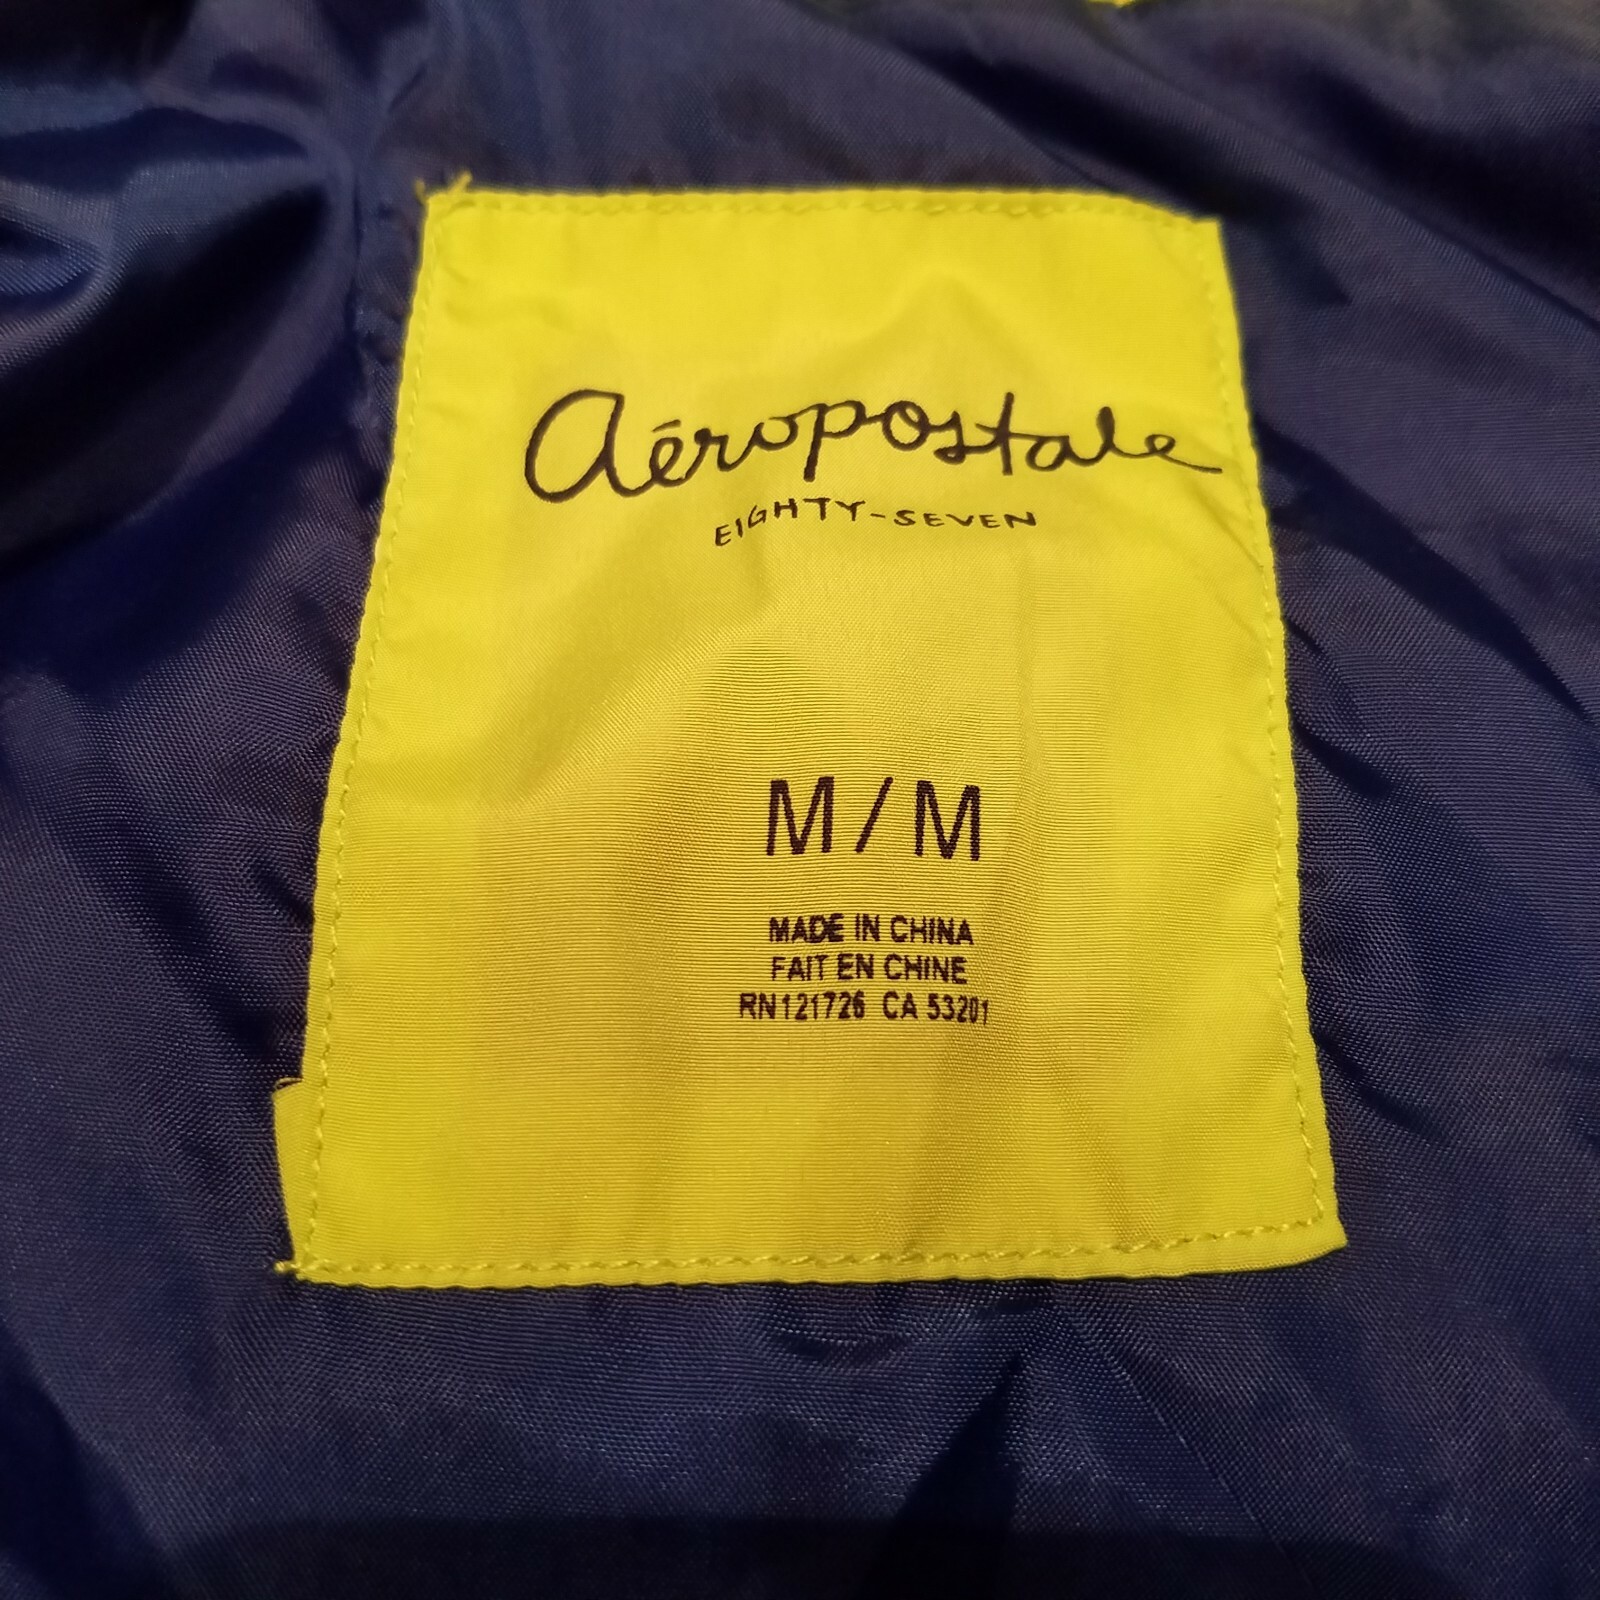 aéropostale
EIGHTY-SEVEN
M/M
MADE IN CHINA
FAIT EN CHINE
RN121726 CA 53201